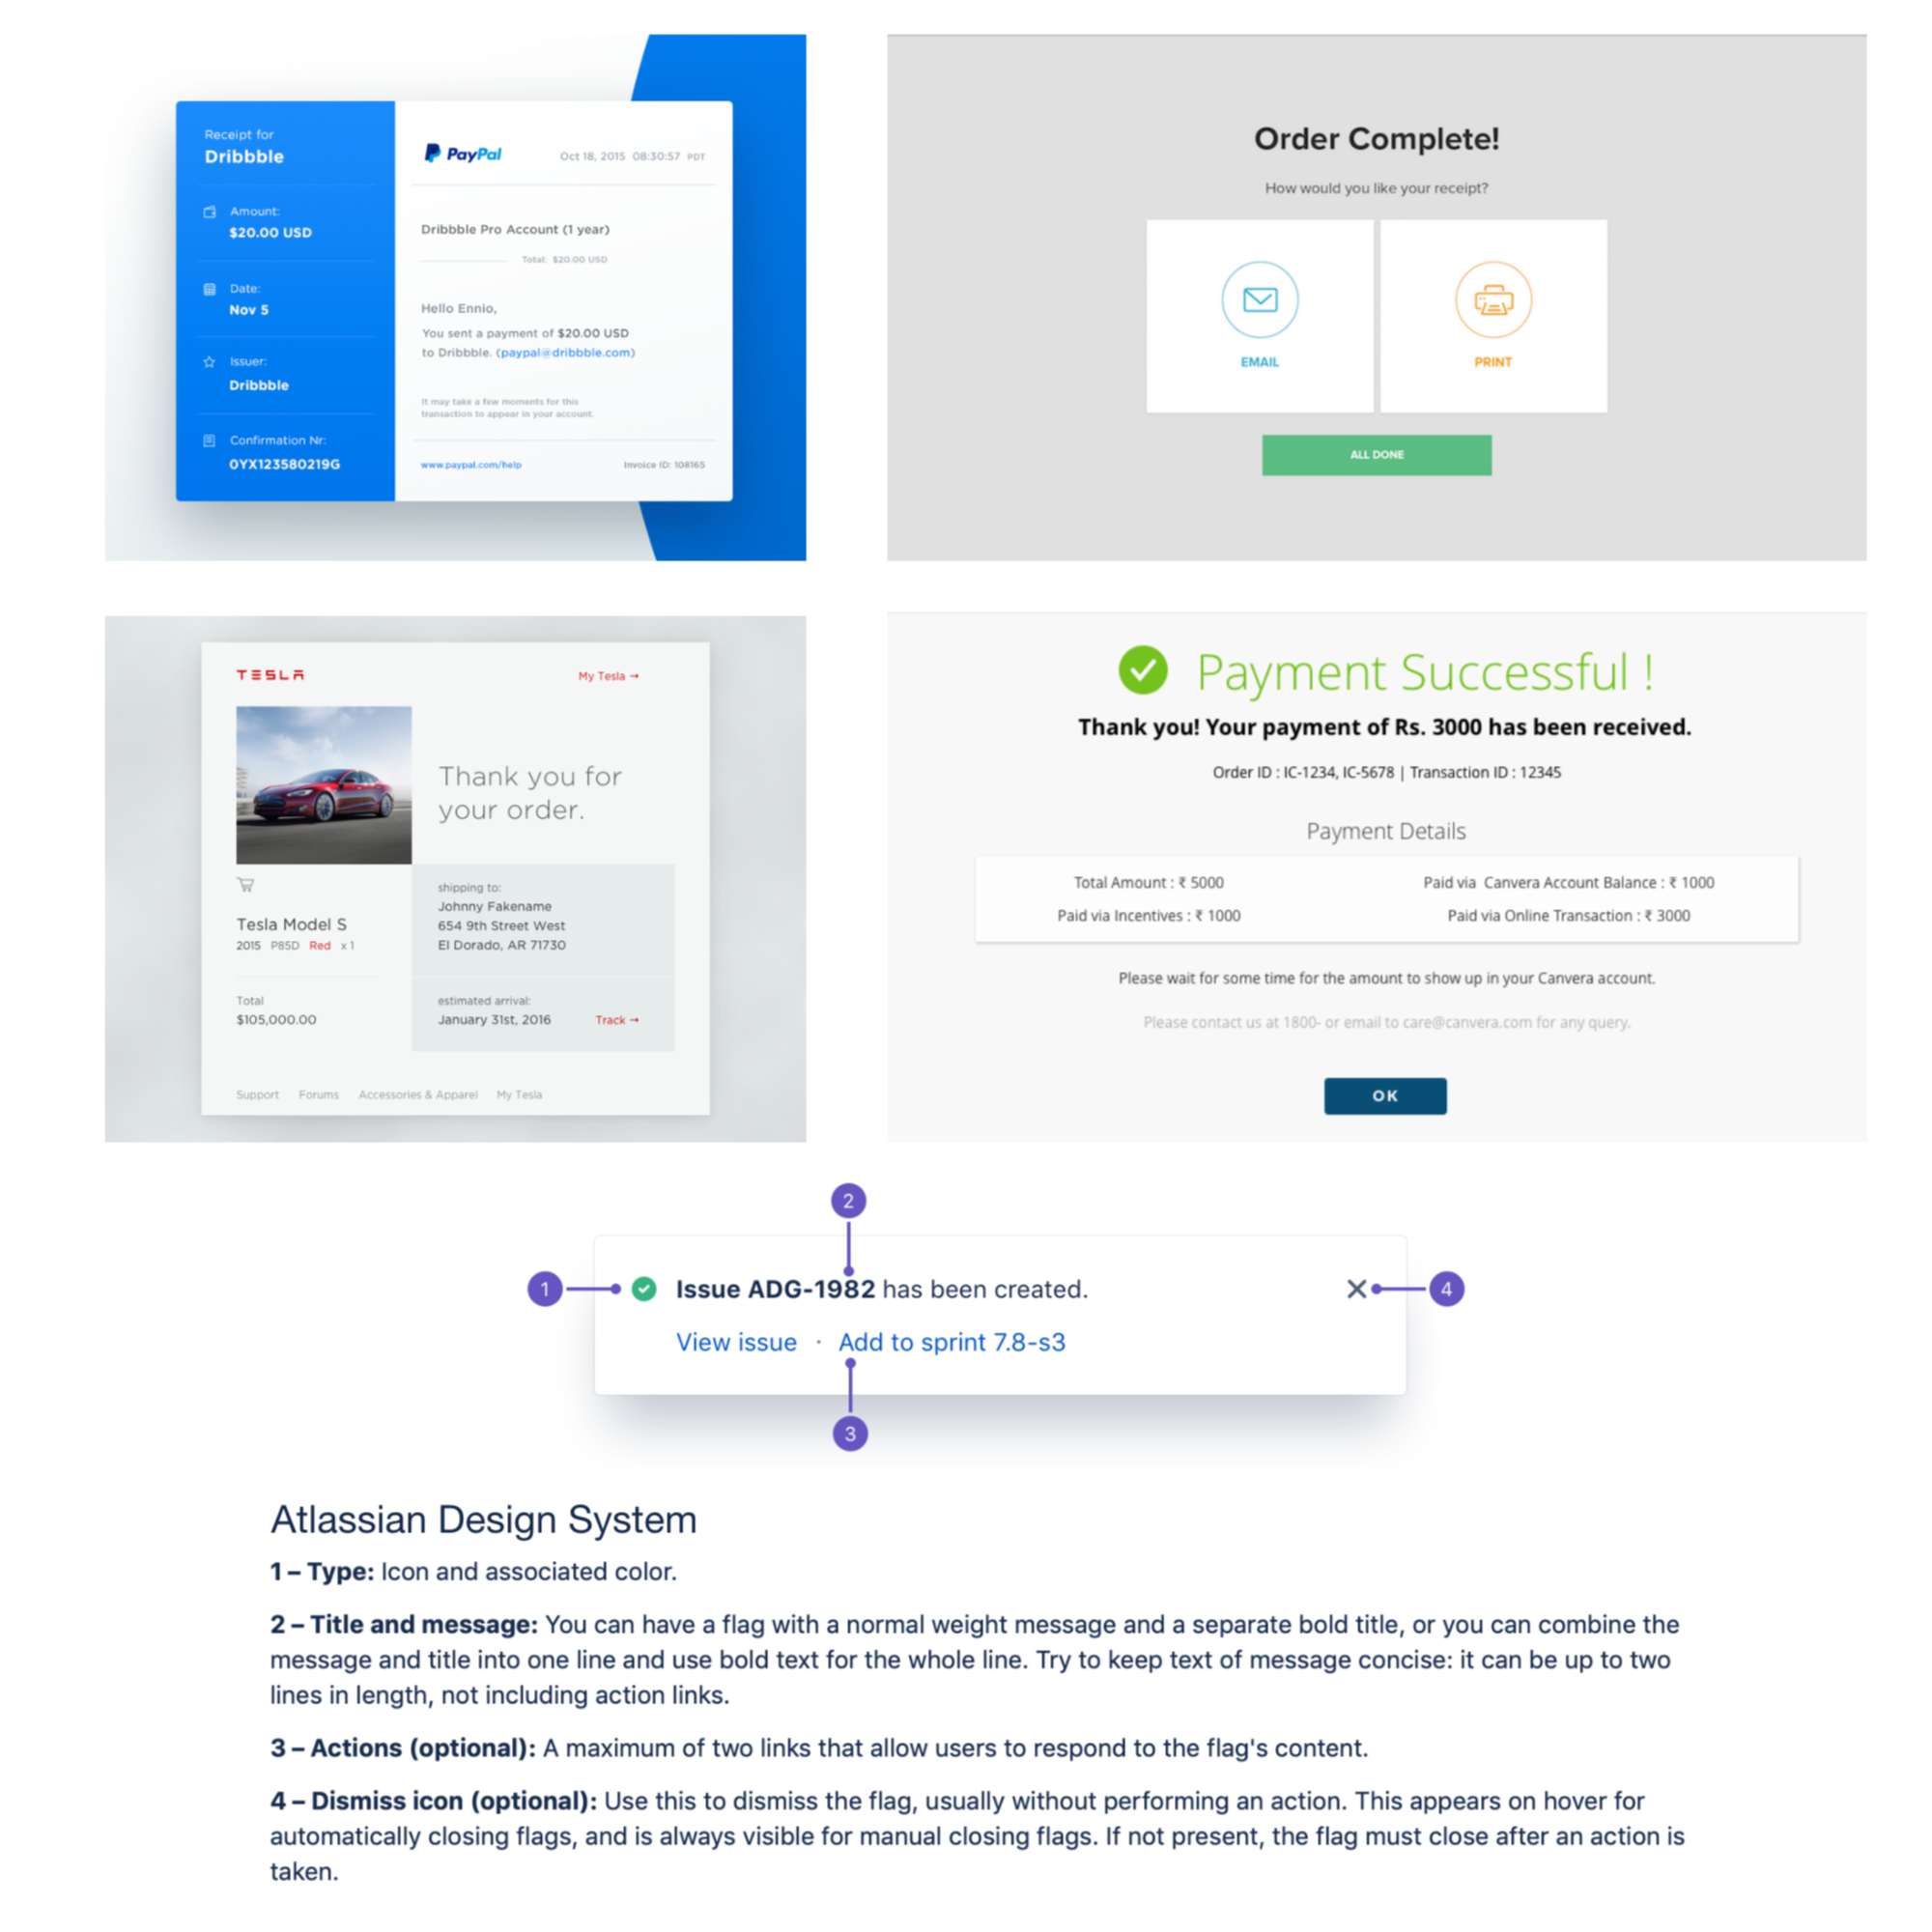 Receipt for
Dribbble
Amount:
$20.00 USD
Date:
Nov 5
Issuer:
Dribbble
Confirmation Nr:
0YX123580219G
PayPal
Oct 18, 2015 08:30:57 PDT
Dribbble Pro Account (1 year)
Total: $20.00 USD
Hello Ennio,
You sent a payment of $20.00 USD
to Dribbble. (paypal@dribbble.com)
It may take a few moments for this
transaction to appear in your account.
www.paypal.com/help
Invoice ID: 108165
Order Complete!
How would you like your receipt?
EMAIL
PRINT
ALL DONE
TESLA
My Tesla →
Thank you for
your order.
Tesla Model S
2015 P85D Red x 1
Total
$105,000.00
shipping to:
Johnny Fakename
654 9th Street West
El Dorado, AR 71730
estimated arrival:
January 31st, 2016
Track →
Support Forums Accessories & Apparel My Tesla
Payment Successful !
Thank you! Your payment of Rs. 3000 has been received.
Order ID : IC-1234, IC-5678 | Transaction ID : 12345
Payment Details
Total Amount : ₹ 5000
Paid via Canvera Account Balance : ₹ 1000
Paid via Incentives : ₹ 1000
Paid via Online Transaction : ₹ 3000
Please wait for some time for the amount to show up in your Canvera account.
Please contact us at 1800- or email to care@canvera.com for any query.
OK
2
1
Issue ADG-1982 has been created.
4
View issue · Add to sprint 7.8-s3
3
Atlassian Design System
1 – Type: Icon and associated color.
2 – Title and message: You can have a flag with a normal weight message and a separate bold title, or you can combine the
message and title into one line and use bold text for the whole line. Try to keep text of message concise: it can be up to two
lines in length, not including action links.
3 – Actions (optional): A maximum of two links that allow users to respond to the flag's content.
4 – Dismiss icon (optional): Use this to dismiss the flag, usually without performing an action. This appears on hover for
automatically closing flags, and is always visible for manual closing flags. If not present, the flag must close after an action is
taken.